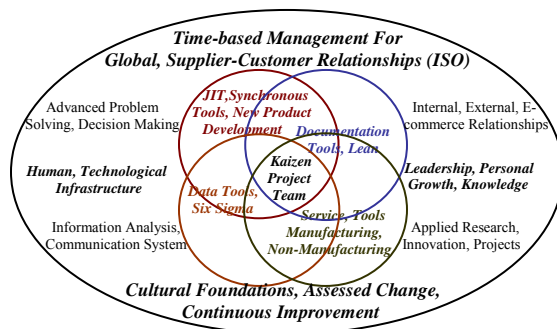 Time-based Management For
Global, Supplier-Customer Relationships (ISO)
JIT,Synchronous
Tools, New Product
Development
Advanced Problem
Solving, Decision Making
Documentation
Tools, Lean
Internal, External, E-
commerce Relationships
Human, Technological
Infrastructure
Kaizen
Project
Team
Leadership, Personal
Growth, Knowledge
Data Tools,
Six Sigma
Service, Tools
Manufacturing,
Non-Manufacturing
Information Analysis,
Communication System
Applied Research,
Innovation, Projects
Cultural Foundations, Assessed Change,
Continuous Improvement